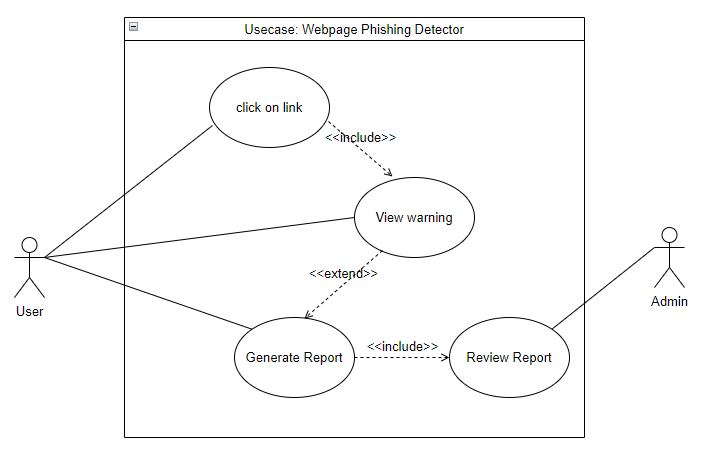 Usecase: Webpage Phishing Detector
click on link
<<include>>
View warning
<<extend>>
User
Admin
Generate Report
<<include>>
Review Report